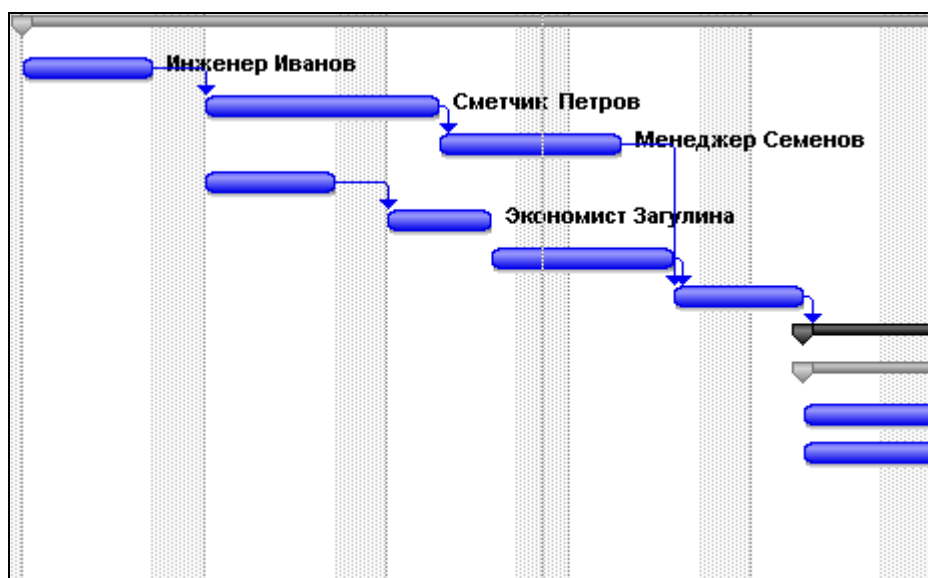 Инженер Иванов
Сметчик Петров
Менеджер Семенов
Экономист Загулина